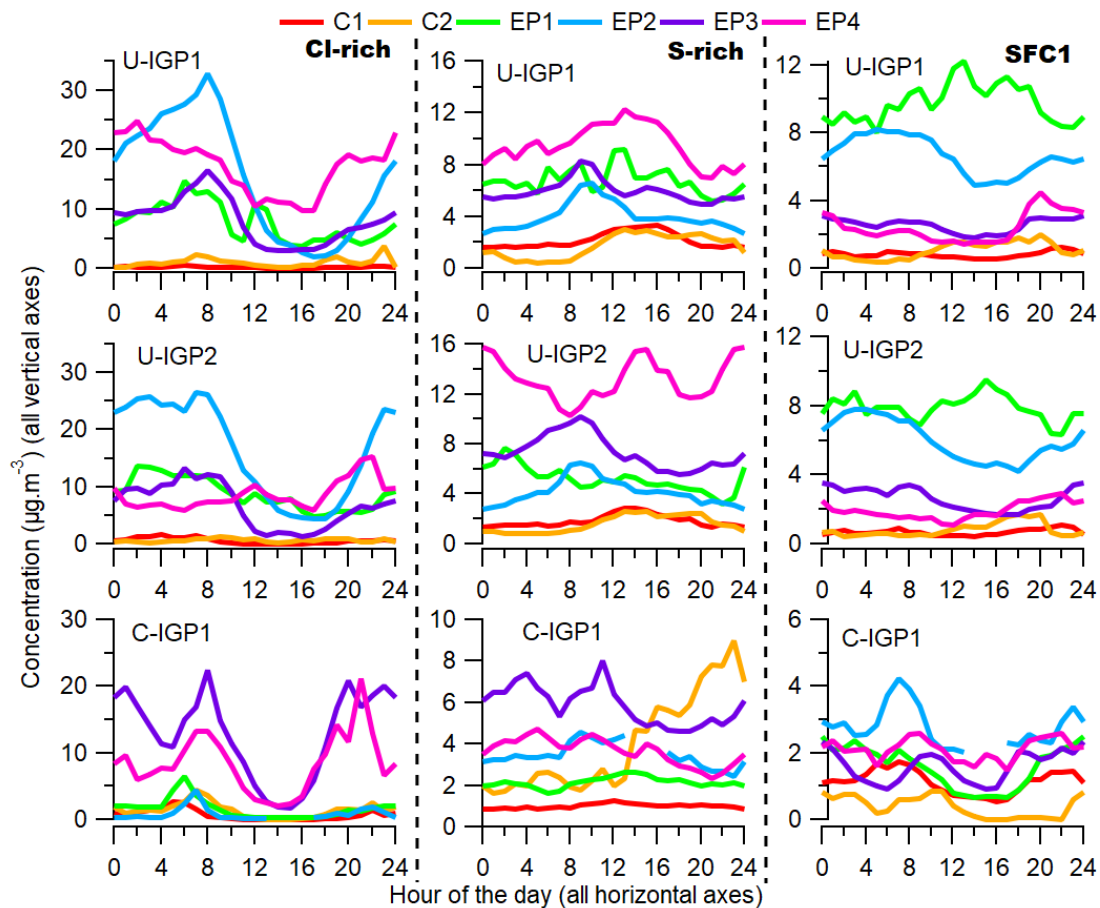 C1 C2 EP1 EP2 EP3 EP4
Cl-rich S-rich SFC1
U-IGP1 U-IGP1 U-IGP1
30 20 10 0
16 12 8 4 0
12 8 4 0
0 4 8 12 16 20 24 0 4 8 12 16 20 24 0 4 8 12 16 20 24
U-IGP2 U-IGP2 U-IGP2
30 20 10 0
16 12 8 4 0
12 8 4 0
0 4 8 12 16 20 24 0 4 8 12 16 20 24 0 4 8 12 16 20 24
C-IGP1 C-IGP1 C-IGP1
30 20 10 0
10 8 6 4 2 0
6 4 2 0
0 4 8 12 16 20 24 0 4 8 12 16 20 24 0 4 8 12 16 20 24
Concentration (µg.m⁻³) (all vertical axes)
Hour of the day (all horizontal axes)